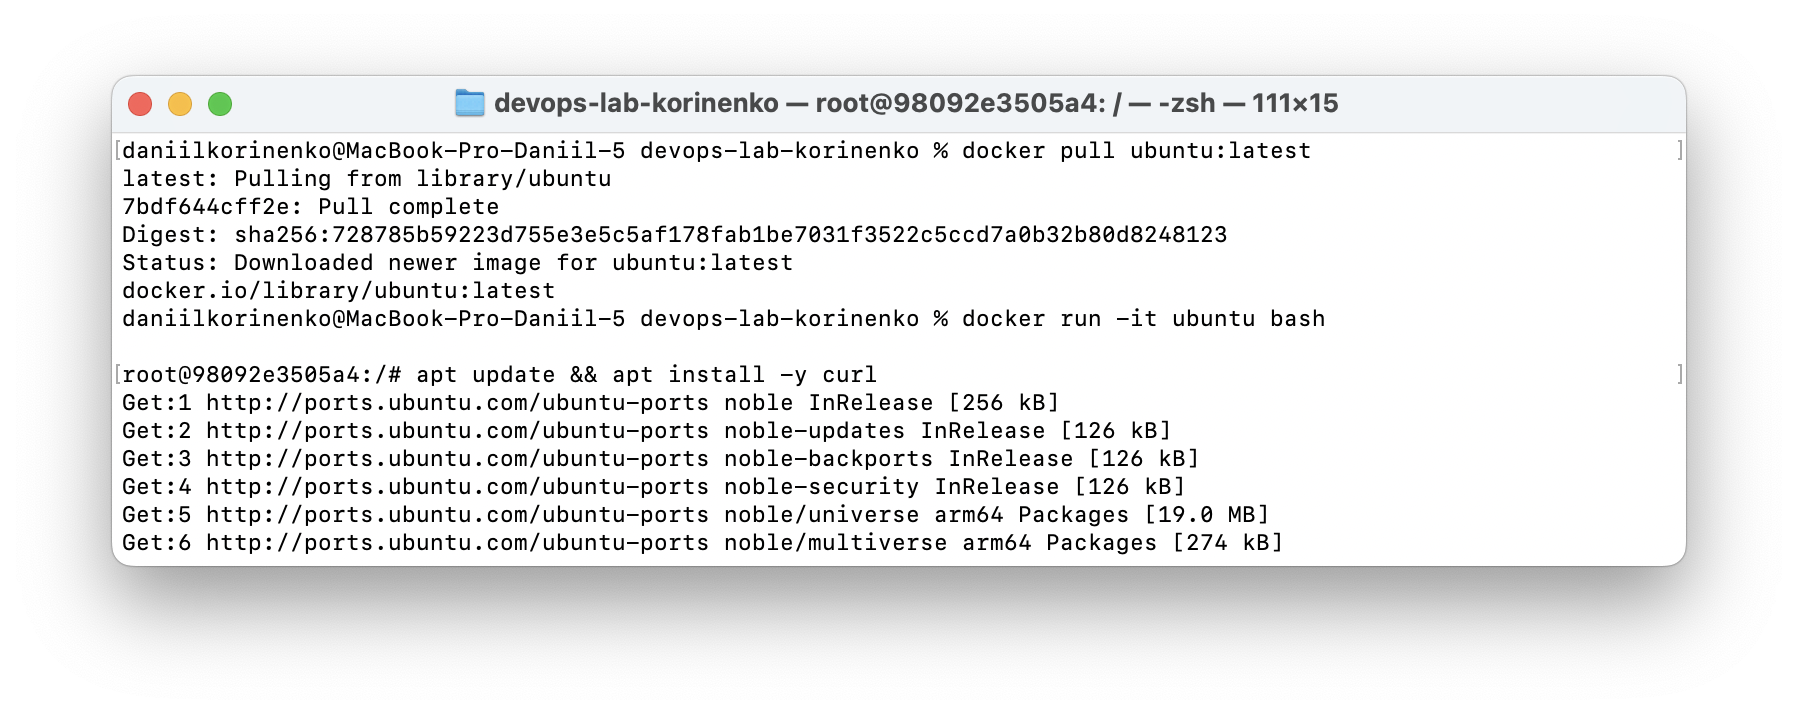 devops-lab-korinenko — root@98092e3505a4: / — -zsh — 111×15
[daniilkorinenko@MacBook-Pro-Daniil-5 devops-lab-korinenko % docker pull ubuntu:latest ]
latest: Pulling from library/ubuntu
7bdf644cff2e: Pull complete
Digest: sha256:728785b59223d755e3e5c5af178fab1be7031f3522c5ccd7a0b32b80d8248123
Status: Downloaded newer image for ubuntu:latest
docker.io/library/ubuntu:latest
daniilkorinenko@MacBook-Pro-Daniil-5 devops-lab-korinenko % docker run -it ubuntu bash
[root@98092e3505a4:/# apt update && apt install -y curl ]
Get:1 http://ports.ubuntu.com/ubuntu-ports noble InRelease [256 kB]
Get:2 http://ports.ubuntu.com/ubuntu-ports noble-updates InRelease [126 kB]
Get:3 http://ports.ubuntu.com/ubuntu-ports noble-backports InRelease [126 kB]
Get:4 http://ports.ubuntu.com/ubuntu-ports noble-security InRelease [126 kB]
Get:5 http://ports.ubuntu.com/ubuntu-ports noble/universe arm64 Packages [19.0 MB]
Get:6 http://ports.ubuntu.com/ubuntu-ports noble/multiverse arm64 Packages [274 kB]